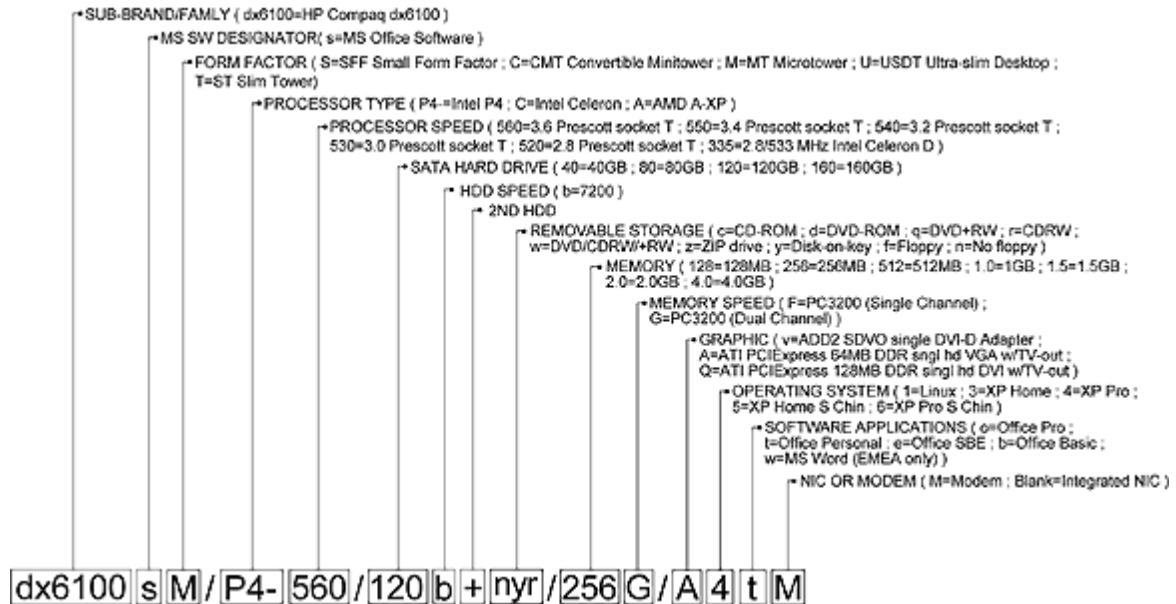 SUB-BRAND/FAMLY ( dx6100=HP Compaq dx6100 )
MS SW DESIGNATOR( s=MS Office Software )
FORM FACTOR ( S=SFF Small Form Factor ; C=CMT Convertible Minitower ; M=MT Microtower ; U=USDT Ultra-slim Desktop ;
T=ST Slim Tower)
PROCESSOR TYPE ( P4-=Intel P4 ; C=Intel Celeron ; A=AMD A-XP )
PROCESSOR SPEED ( 560=3.6 Prescott socket T ; 550=3.4 Prescott socket T ; 540=3.2 Prescott socket T ;
530=3.0 Prescott socket T ; 520=2.8 Prescott socket T ; 335=2.8/533 MHz Intel Celeron D )
SATA HARD DRIVE ( 40=40GB ; 80=80GB ; 120=120GB ; 160=160GB )
HDD SPEED ( b=7200 )
2ND HDD
REMOVABLE STORAGE ( c=CD-ROM ; d=DVD-ROM ; q=DVD+RW ; r=CDRW ;
w=DVD/CDRW/+RW ; z=ZIP drive ; y=Disk-on-key ; f=Floppy ; n=No floppy )
MEMORY ( 128=128MB ; 256=256MB ; 512=512MB ; 1.0=1GB ; 1.5=1.5GB ;
2.0=2.0GB ; 4.0=4.0GB )
MEMORY SPEED ( F=PC3200 (Single Channel) ;
G=PC3200 (Dual Channel) )
GRAPHIC ( v=ADD2 SDVO single DVI-D Adapter ;
A=ATI PCIExpress 64MB DDR sngl hd VGA w/TV-out ;
Q=ATI PCIExpress 128MB DDR singl hd DVI w/TV-out )
OPERATING SYSTEM ( 1=Linux ; 3=XP Home ; 4=XP Pro ;
5=XP Home S Chin ; 6=XP Pro S Chin )
SOFTWARE APPLICATIONS ( o=Office Pro ;
t=Office Personal ; e=Office SBE ; b=Office Basic ;
w=MS Word (EMEA only) )
NIC OR MODEM ( M=Modem ; Blank=Integrated NIC )
dx6100 s M / P4- 560 / 120 b + nyr / 256 G / A 4 t M